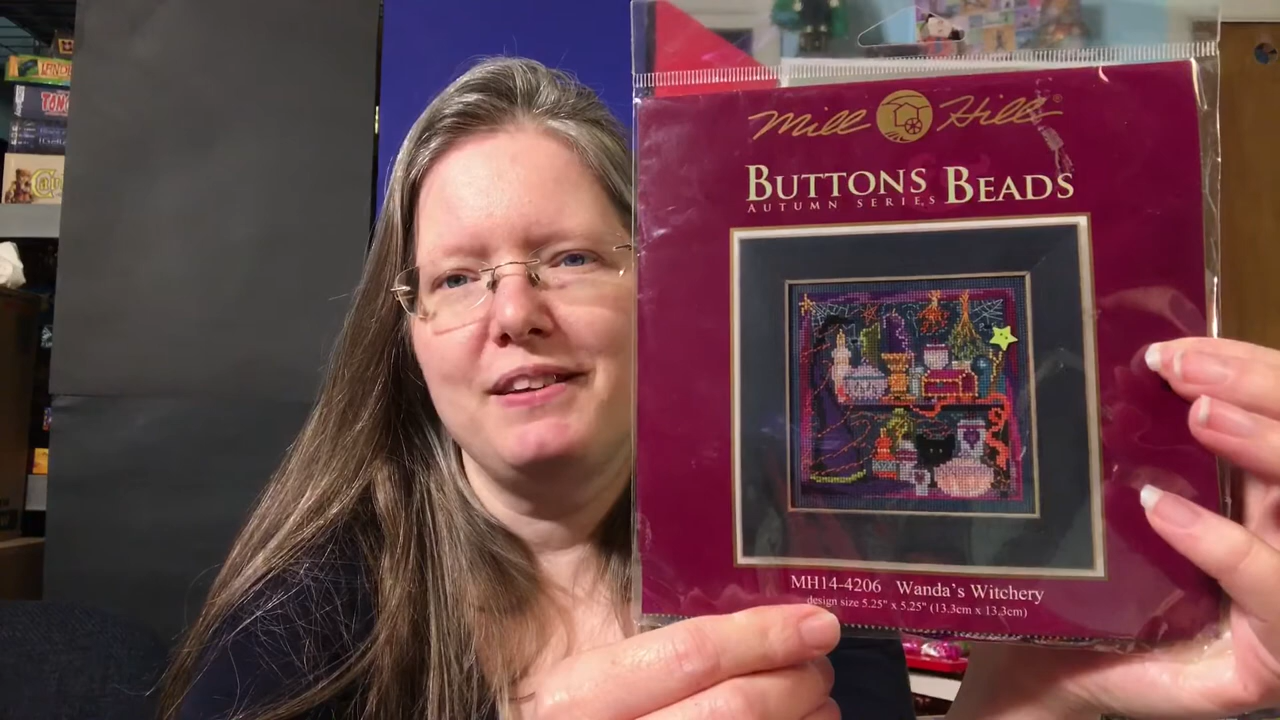 Mill Hill®
BUTTONS BEADS
AUTUMN SERIES
MH14-4206 Wanda's Witchery
design size 5.25" x 5.25" (13.3cm x 13.3cm)